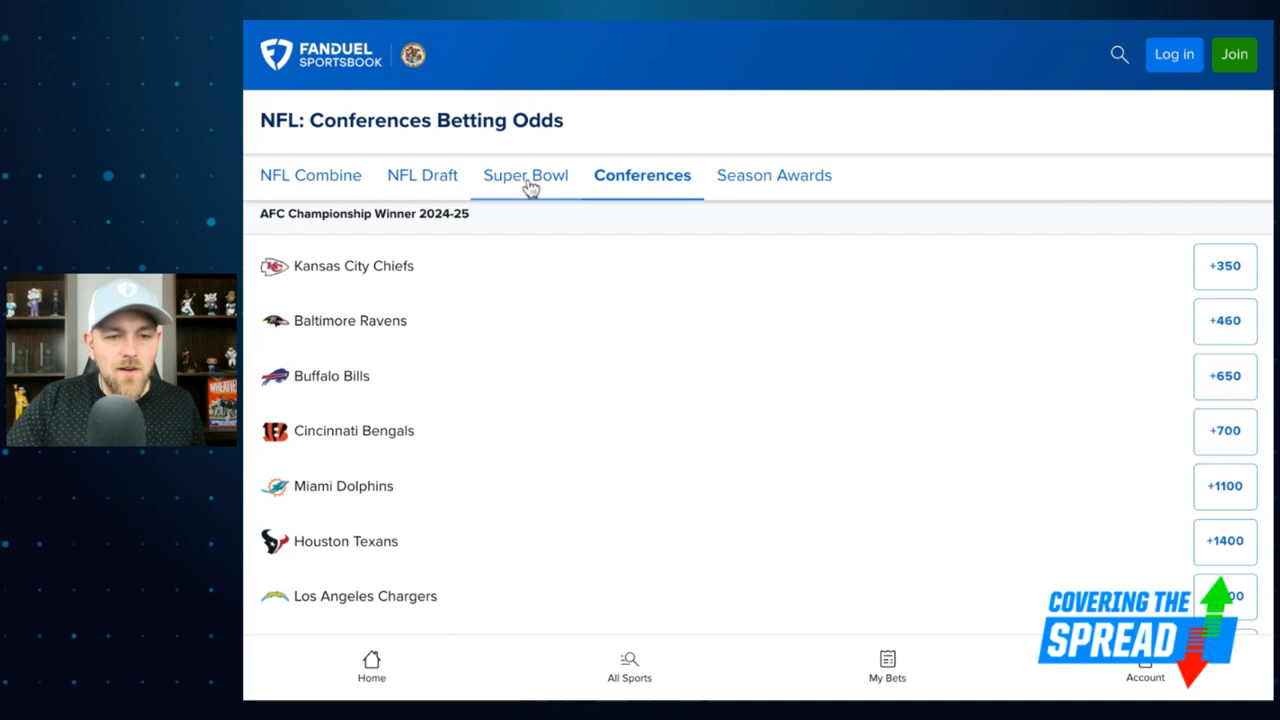 FANDUEL
SPORTSBOOK
Log in
Join
NFL: Conferences Betting Odds
NFL Combine
NFL Draft
Super Bowl
Conferences
Season Awards
AFC Championship Winner 2024-25
Kansas City Chiefs
+350
Baltimore Ravens
+460
Buffalo Bills
+650
Cincinnati Bengals
+700
Miami Dolphins
+1100
Houston Texans
+1400
Los Angeles Chargers
COVERING THE
SPREAD
Home
All Sports
My Bets
Account
WHEATIES